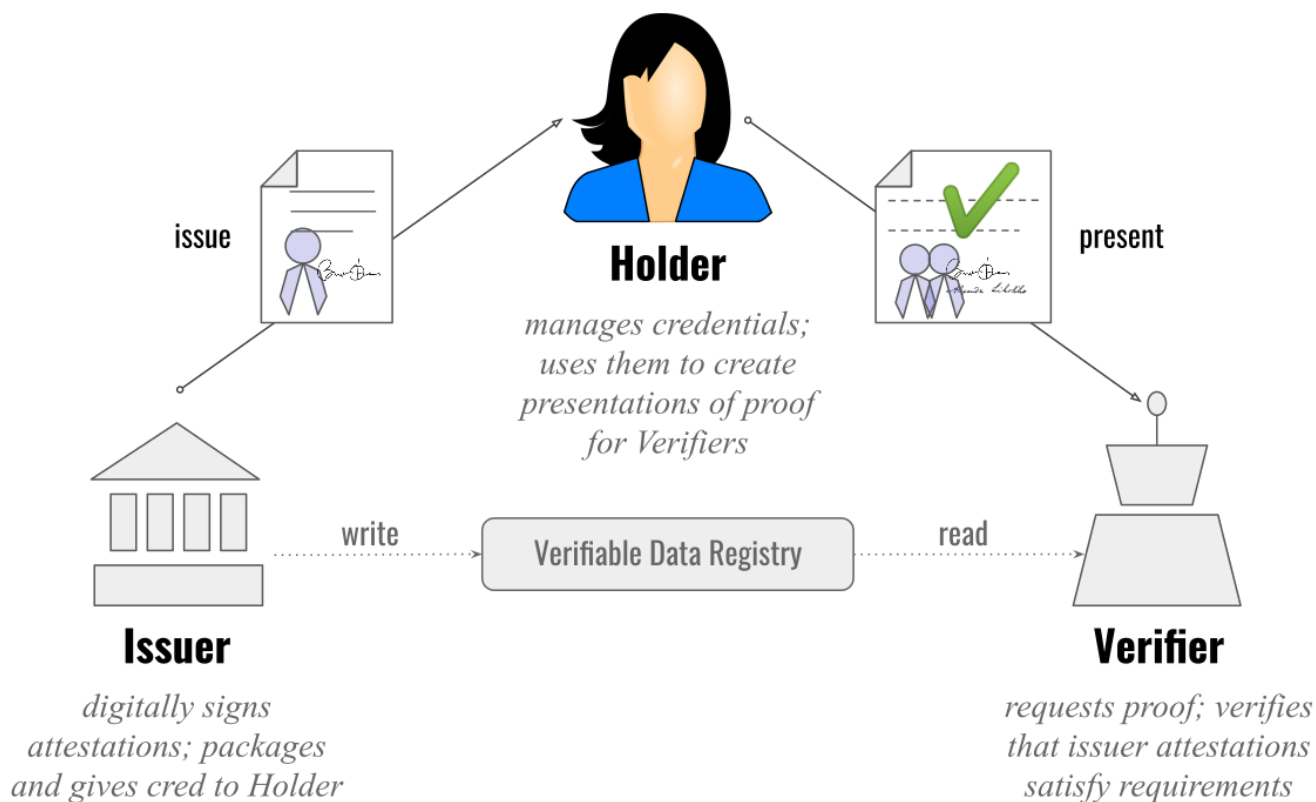 issue
present
Holder
manages credentials;
uses them to create
presentations of proof
for Verifiers
write
Verifiable Data Registry
read
Issuer
digitally signs
attestations; packages
and gives cred to Holder
Verifier
requests proof; verifies
that issuer attestations
satisfy requirements